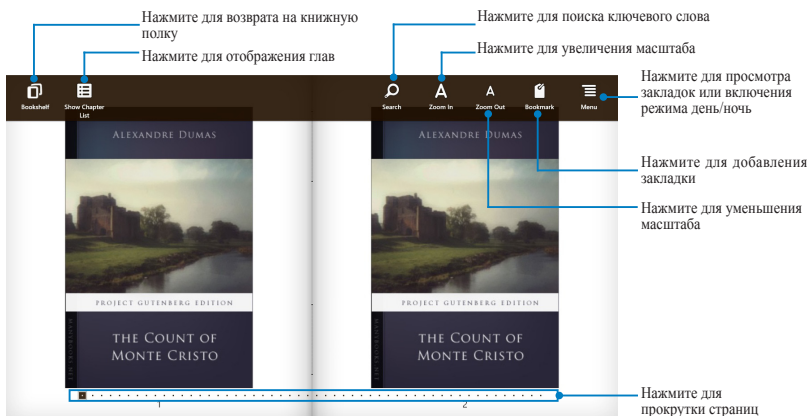 Нажмите для возврата на книжную
полку
Нажмите для отображения глав
Нажмите для поиска ключевого слова
Нажмите для увеличения масштаба
Нажмите для просмотра
закладок или включения
режима день/ночь
Нажмите для добавления
закладки
Нажмите для уменьшения
масштаба
Bookshelf
Show Chapter
List
Search
Zoom In
Zoom Out
Bookmark
Menu
ALEXANDRE DUMAS
PROJECT GUTENBERG EDITION
THE COUNT OF
MONTE CRISTO
1
ALEXANDRE DUMAS
PROJECT GUTENBERG EDITION
THE COUNT OF
MONTE CRISTO
2
Нажмите для
прокрутки страниц